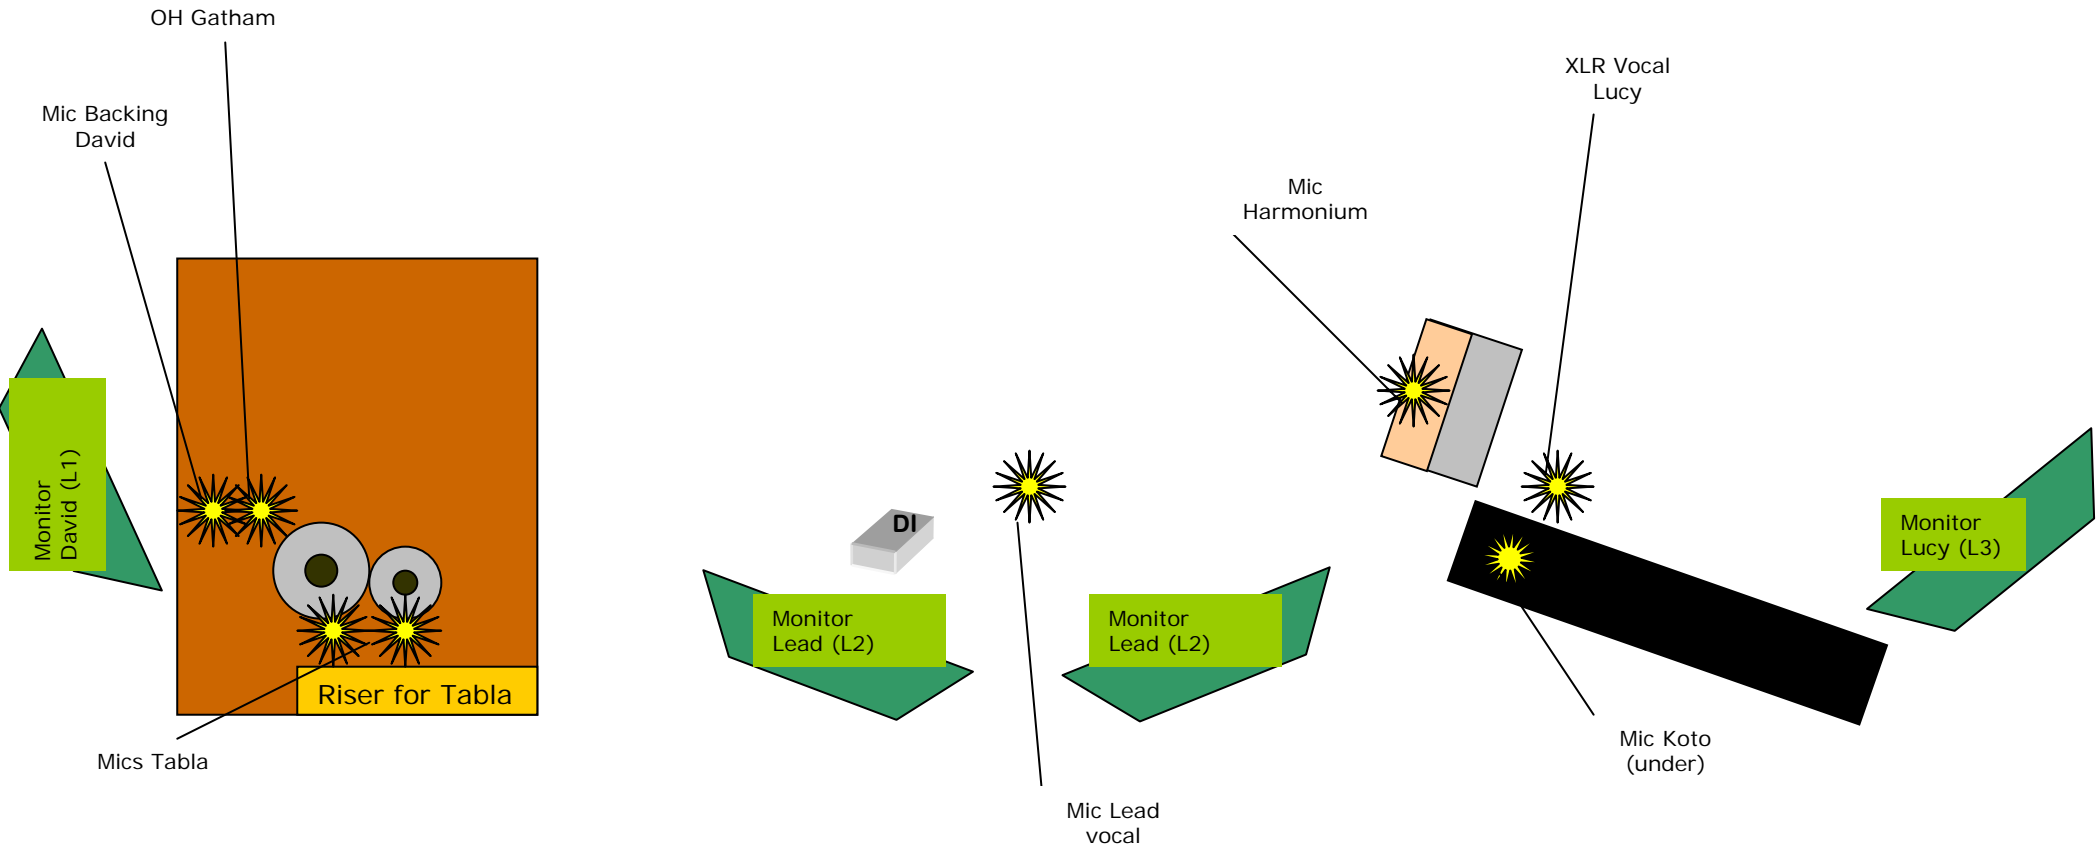 OH Gatham
XLR Vocal
Lucy
Mic Backing
David
Mic
Harmonium
Monitor
David (L1)
DI
Monitor
Lucy (L3)
Monitor
Lead (L2)
Monitor
Lead (L2)
Riser for Tabla
Mics Tabla
Mic Koto
(under)
Mic Lead
vocal